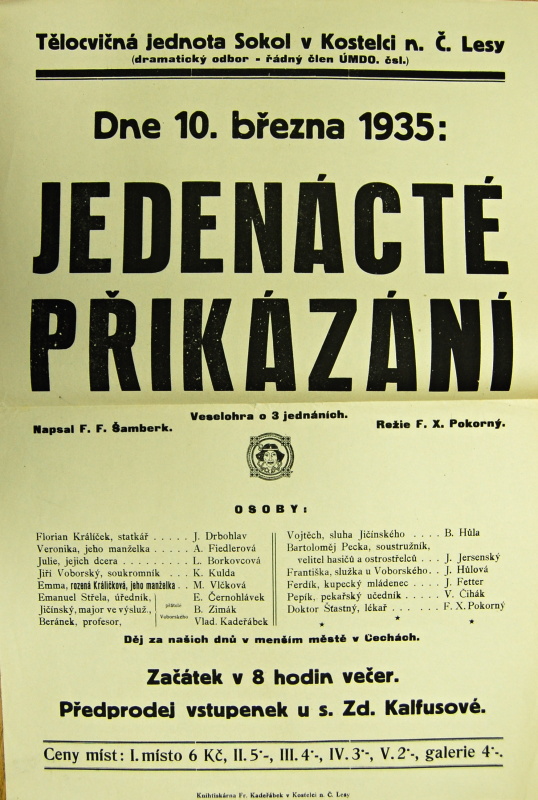 Tělocvičná jednota Sokol v Kostelci n. Č. Lesy
(dramatický odbor - řádný člen ÚMDO. čsl.)
Dne 10. března 1935:
JEDENÁCTÉ
PŘIKÁZÁNÍ
Veselohra o 3 jednáních.
Napsal F. F. Šamberk.
Režie F. X. Pokorný.
OSOBY:
Florian Králíček, statkář . . . . . J. Drbohlav
Veronika, jeho manželka . . . A. Fiedlerová
Julie, jejich dcera . . . . . . . . L. Borkovcová
Jiří Voborský, soukromník . . . K. Kulda
Emma, rozená Králíčková, jeho manželka . . M. Vlčková
Emanuel Střela, úředník, E. Černohlávek
Jičínský, major ve výsluž., přátelé Voborského B. Zimák
Beránek, profesor, Vlad. Kadeřábek
Vojtěch, sluha Jičínského . . . . B. Hůla
Bartoloměj Pecka, soustružník,
velitel hasičů a ostrostřelců . . J. Jersenský
Františka, služka u Voborského . J. Hůlová
Ferdík, kupecký mládenec . . . . J. Fetter
Pepík, pekařský učedník . . . . . V. Čihák
Doktor Šťastný, lékař . . . . . . F. X. Pokorný
* * *
Děj za našich dnů v menším městě v Čechách.
Začátek v 8 hodin večer.
Předprodej vstupenek u s. Zd. Kalfusové.
Ceny míst: I. místo 6 Kč, II. 5·-, III. 4·-, IV. 3·-, V. 2·-, galerie 4·-.
Knihtiskárna Fr. Kadeřábek v Kostelci n. Č. Lesy